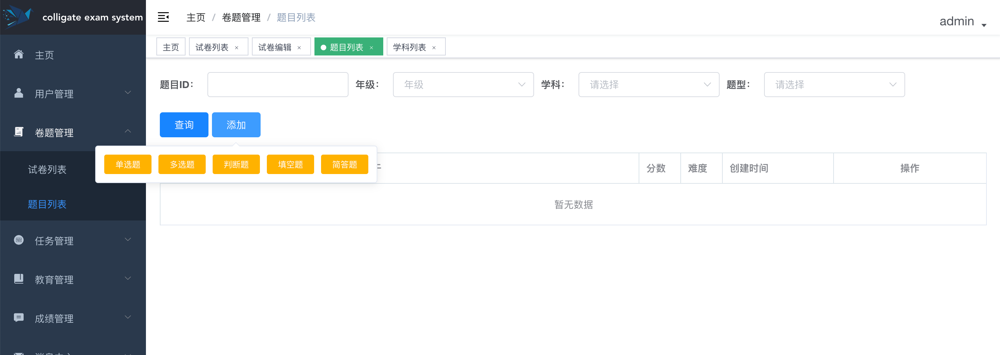 colligate exam system
主页 / 卷题管理 / 题目列表
admin
主页
试卷列表 ×
试卷编辑 ×
题目列表 ×
学科列表 ×
主页
用户管理
卷题管理
试卷列表
题目列表
任务管理
教育管理
成绩管理
题目ID：
年级： 年级
学科： 请选择
题型： 请选择
查询 添加
单选题 多选题 判断题 填空题 简答题
分数 难度 创建时间 操作
暂无数据